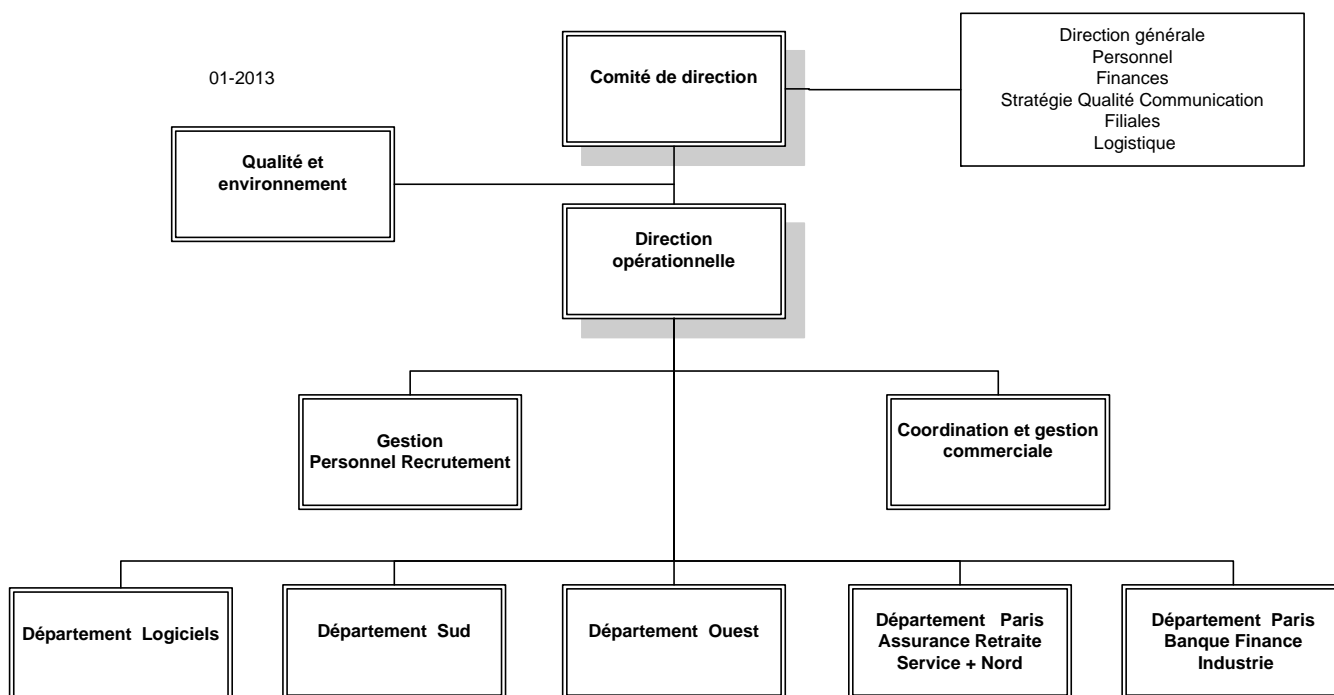 01-2013
Comité de direction
Direction générale
Personnel
Finances
Stratégie Qualité Communication
Filiales
Logistique
Qualité et
environnement
Direction
opérationnelle
Gestion
Personnel Recrutement
Coordination et gestion
commerciale
Département Logiciels
Département Sud
Département Ouest
Département Paris
Assurance Retraite
Service + Nord
Département Paris
Banque Finance
Industrie